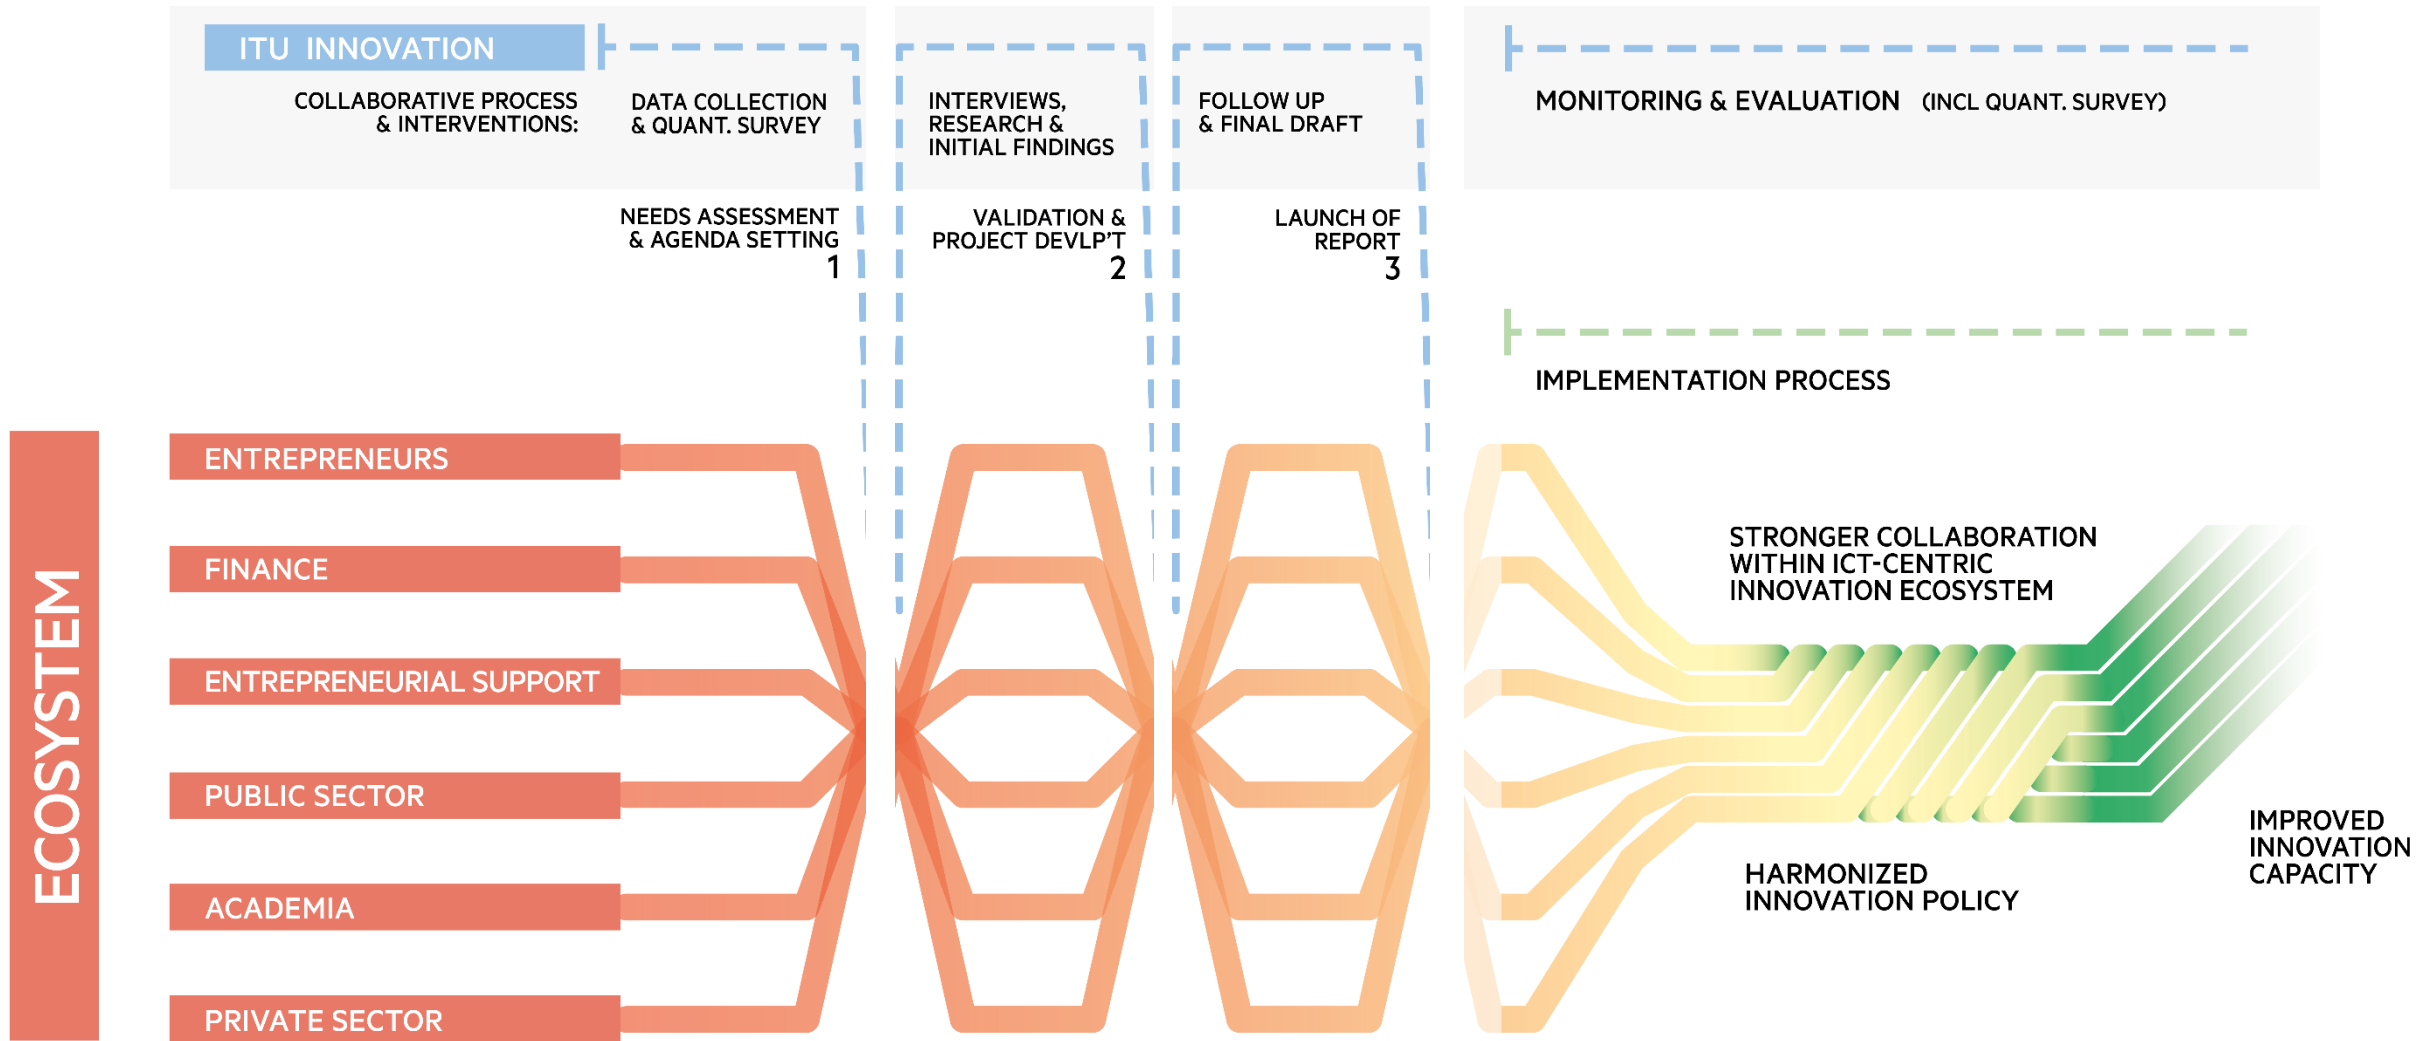 ITU INNOVATION
COLLABORATIVE PROCESS
& INTERVENTIONS:
DATA COLLECTION
& QUANT. SURVEY
INTERVIEWS,
RESEARCH &
INITIAL FINDINGS
FOLLOW UP
& FINAL DRAFT
MONITORING & EVALUATION (INCL QUANT. SURVEY)
NEEDS ASSESSMENT
& AGENDA SETTING
1
VALIDATION &
PROJECT DEVLP'T
2
LAUNCH OF
REPORT
3
IMPLEMENTATION PROCESS
ECOSYSTEM
ENTREPRENEURS
FINANCE
ENTREPRENEURIAL SUPPORT
PUBLIC SECTOR
ACADEMIA
PRIVATE SECTOR
STRONGER COLLABORATION
WITHIN ICT-CENTRIC
INNOVATION ECOSYSTEM
HARMONIZED
INNOVATION POLICY
IMPROVED
INNOVATION
CAPACITY